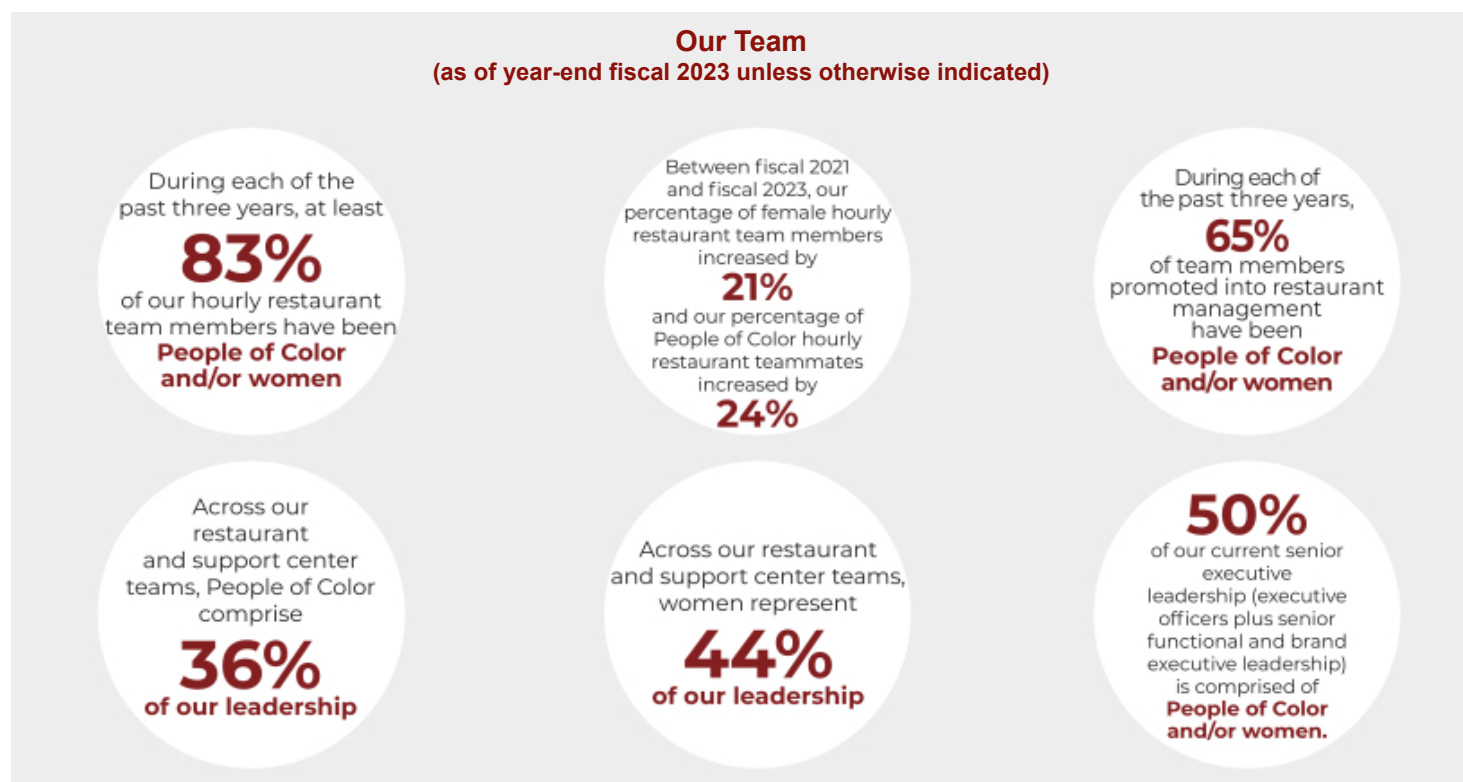 Our Team
(as of year-end fiscal 2023 unless otherwise indicated)
During each of the
past three years, at least
83%
of our hourly restaurant
team members have been
People of Color
and/or women
Between fiscal 2021
and fiscal 2023, our
percentage of female hourly
restaurant team members
increased by
21%
and our percentage of
People of Color hourly
restaurant teammates
increased by
24%
During each of
the past three years,
65%
of team members
promoted into restaurant
management
have been
People of Color
and/or women
Across our
restaurant
and support center
teams, People of Color
comprise
36%
of our leadership
Across our restaurant
and support center teams,
women represent
44%
of our leadership
50%
of our current senior
executive
leadership (executive
officers plus senior
functional and brand
executive leadership)
is comprised of
People of Color
and/or women.